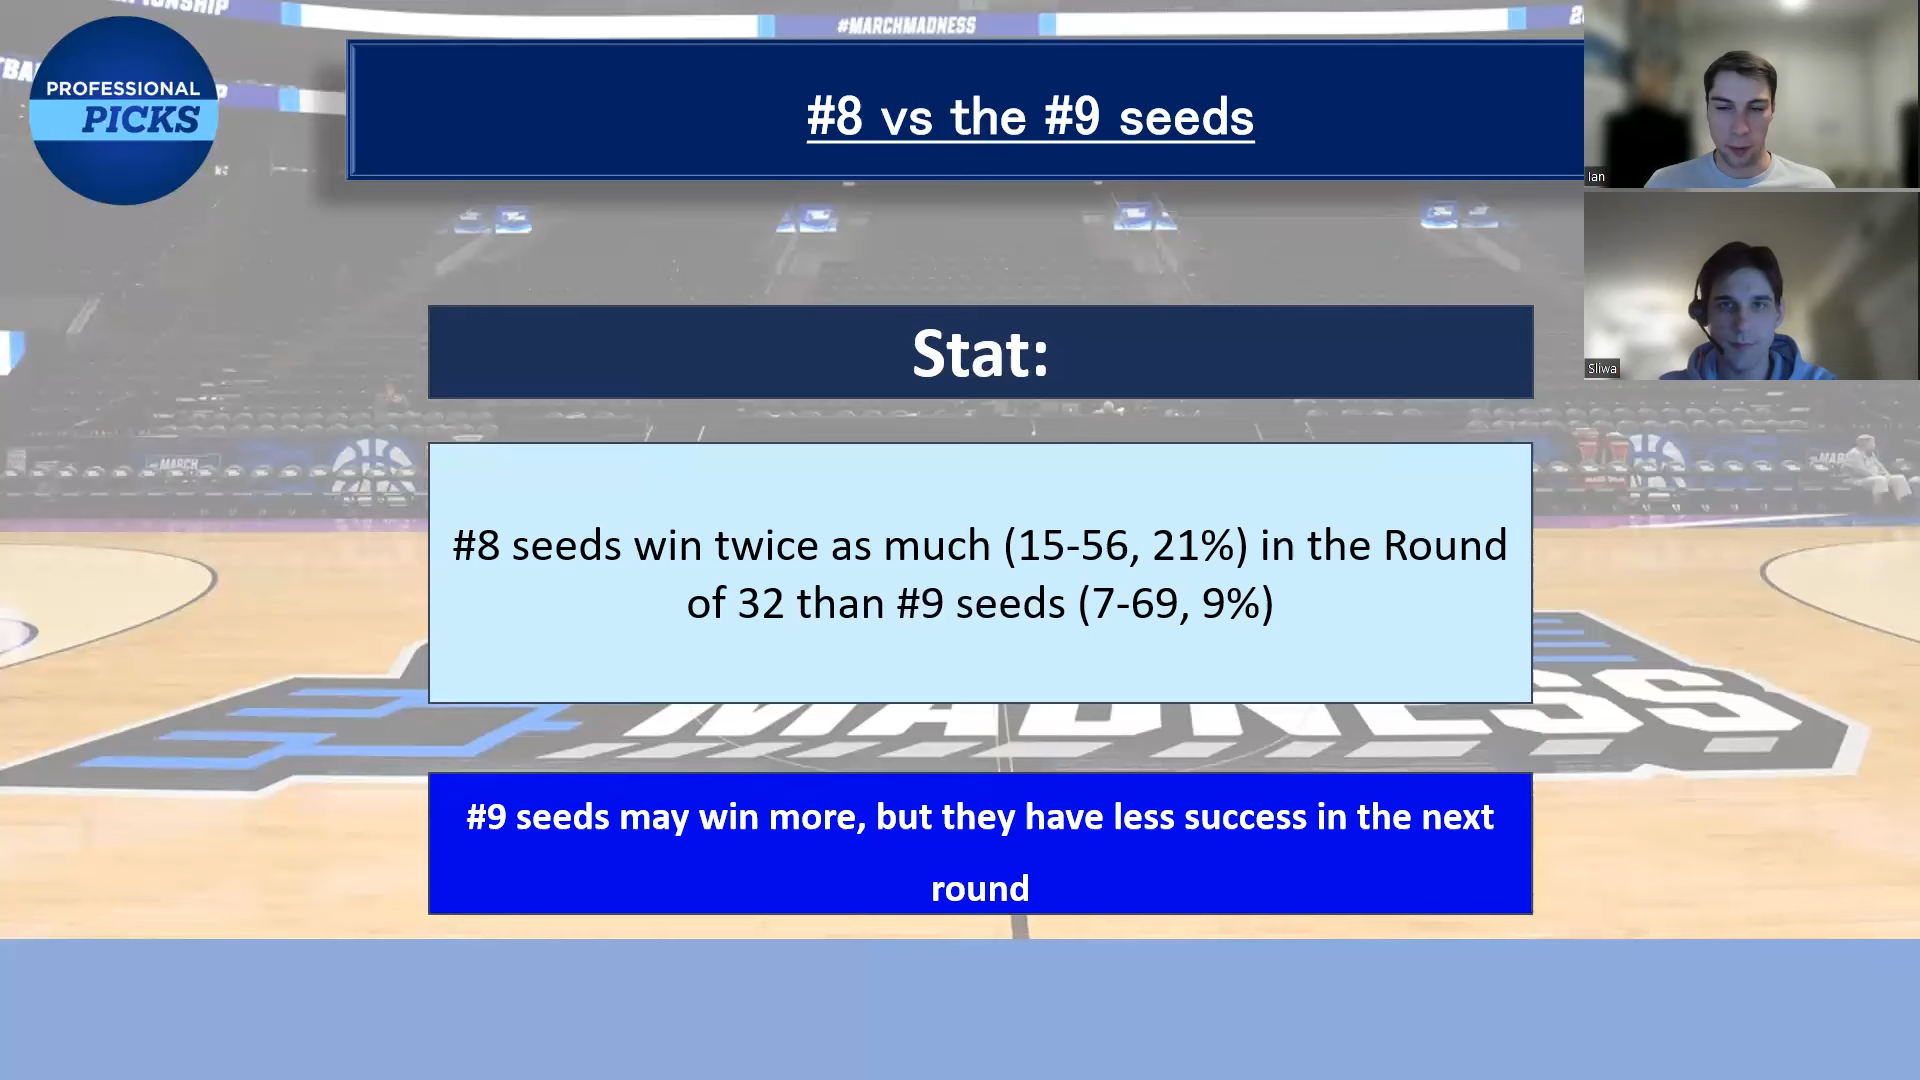 #MARCHMADNESS
PROFESSIONAL
PICKS
#8 vs the #9 seeds
Ian
Stat:
Sliwa
MARCH
#8 seeds win twice as much (15-56, 21%) in the Round
of 32 than #9 seeds (7-69, 9%)
MADNESS
#9 seeds may win more, but they have less success in the next
round